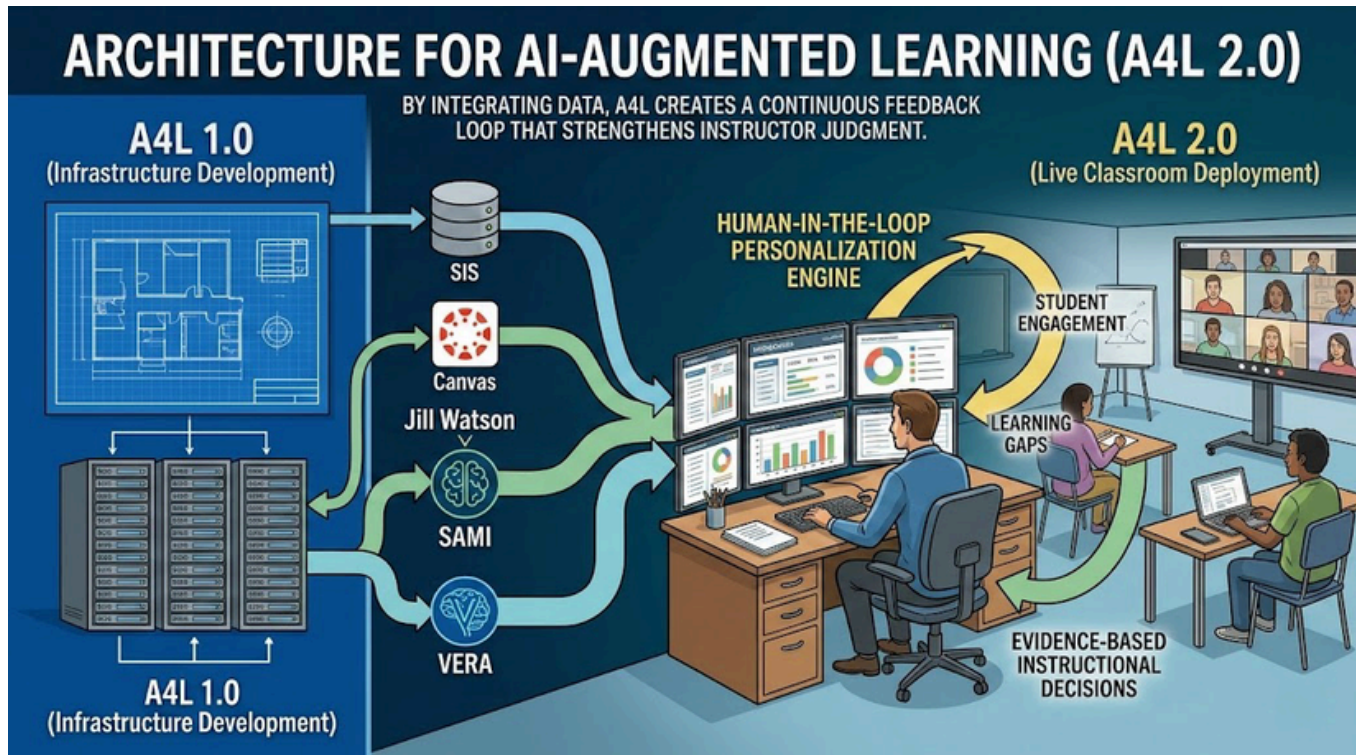 ARCHITECTURE FOR AI-AUGMENTED LEARNING (A4L 2.0)
BY INTEGRATING DATA, A4L CREATES A CONTINUOUS FEEDBACK
LOOP THAT STRENGTHENS INSTRUCTOR JUDGMENT.
A4L 1.0
(Infrastructure Development)
SIS
Canvas
Jill Watson
SAMI
VERA
A4L 1.0
(Infrastructure Development)
A4L 2.0
(Live Classroom Deployment)
HUMAN-IN-THE-LOOP
PERSONALIZATION
ENGINE
STUDENT
ENGAGEMENT
LEARNING
GAPS
EVIDENCE-BASED
INSTRUCTIONAL
DECISIONS